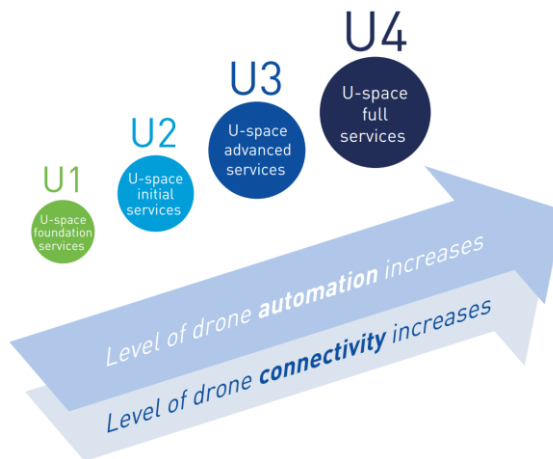 U1
U-space
foundation
services
U2
U-space
initial
services
U3
U-space
advanced
services
U4
U-space
full
services
Level of drone automation increases
Level of drone connectivity increases